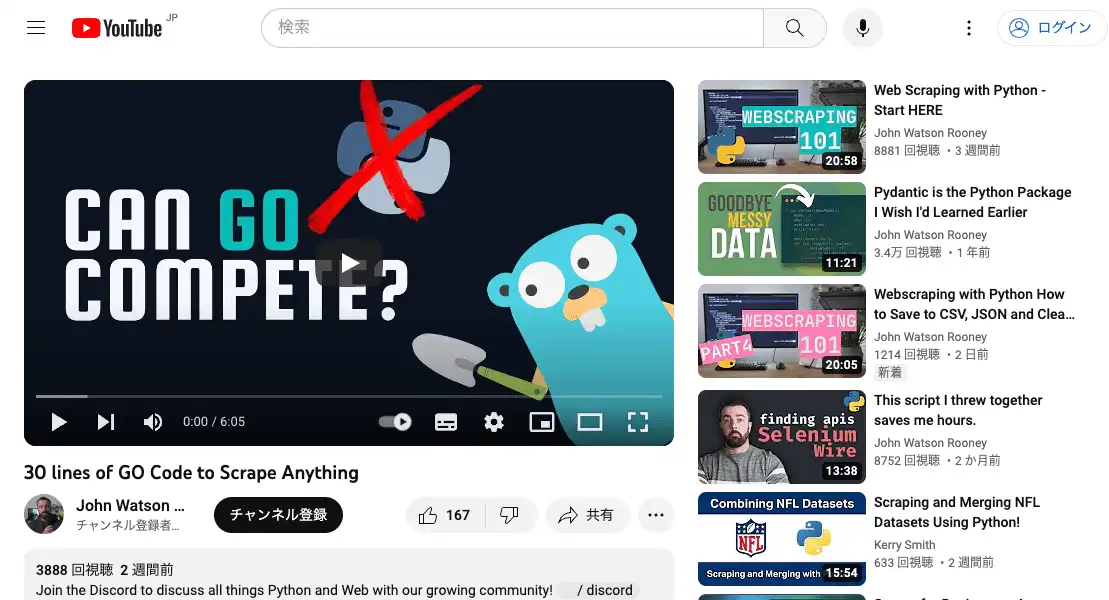 YouTube JP
検索
ログイン
CAN GO
COMPETE?
0:00 / 6:05
30 lines of GO Code to Scrape Anything
John Watson ...
チャンネル登録者...
チャンネル登録
167
共有
3888 回視聴 2 週間前
Join the Discord to discuss all things Python and Web with our growing community! / discord
WEBSCRAPING
101
20:58
Web Scraping with Python -
Start HERE
John Watson Rooney
8881 回視聴 ・3 週間前
GOODBYE
MESSY
DATA
11:21
Pydantic is the Python Package
I Wish I'd Learned Earlier
John Watson Rooney
3.4万 回視聴 ・1 年前
WEBSCRAPING
PART4
101
20:05
Webscraping with Python How
to Save to CSV, JSON and Clea...
John Watson Rooney
1214 回視聴 ・2 日前
新着
finding apis
Selenium
Wire
13:38
This script I threw together
saves me hours.
John Watson Rooney
8752 回視聴 ・2 か月前
Combining NFL Datasets
NFL
Scraping and Merging with
15:54
Scraping and Merging NFL
Datasets Using Python!
Kerry Smith
633 回視聴 ・2 週間前